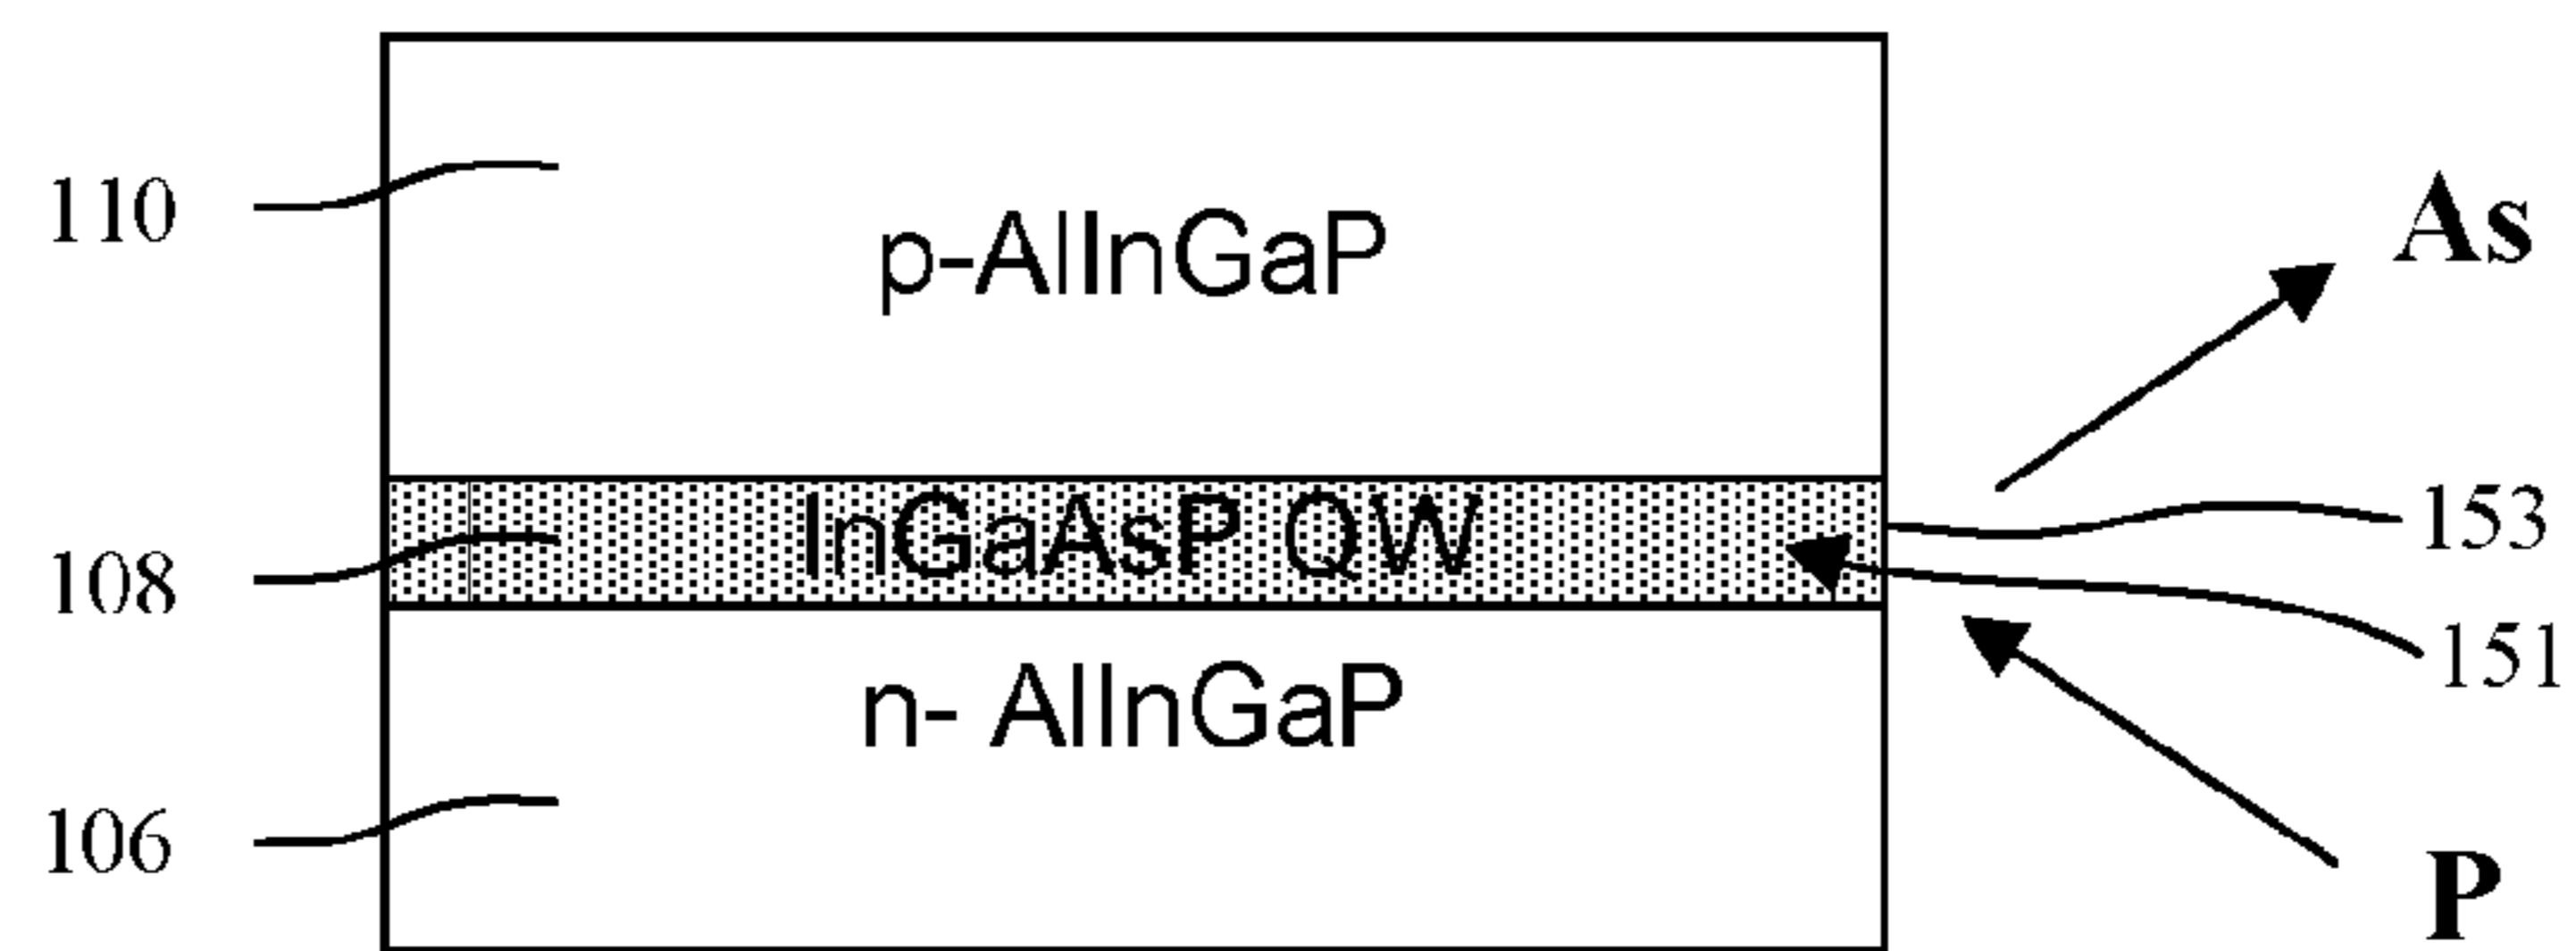 110
p-AlInGaP
As
108
InGaAsP QW
153
151
n- AlInGaP
106
P